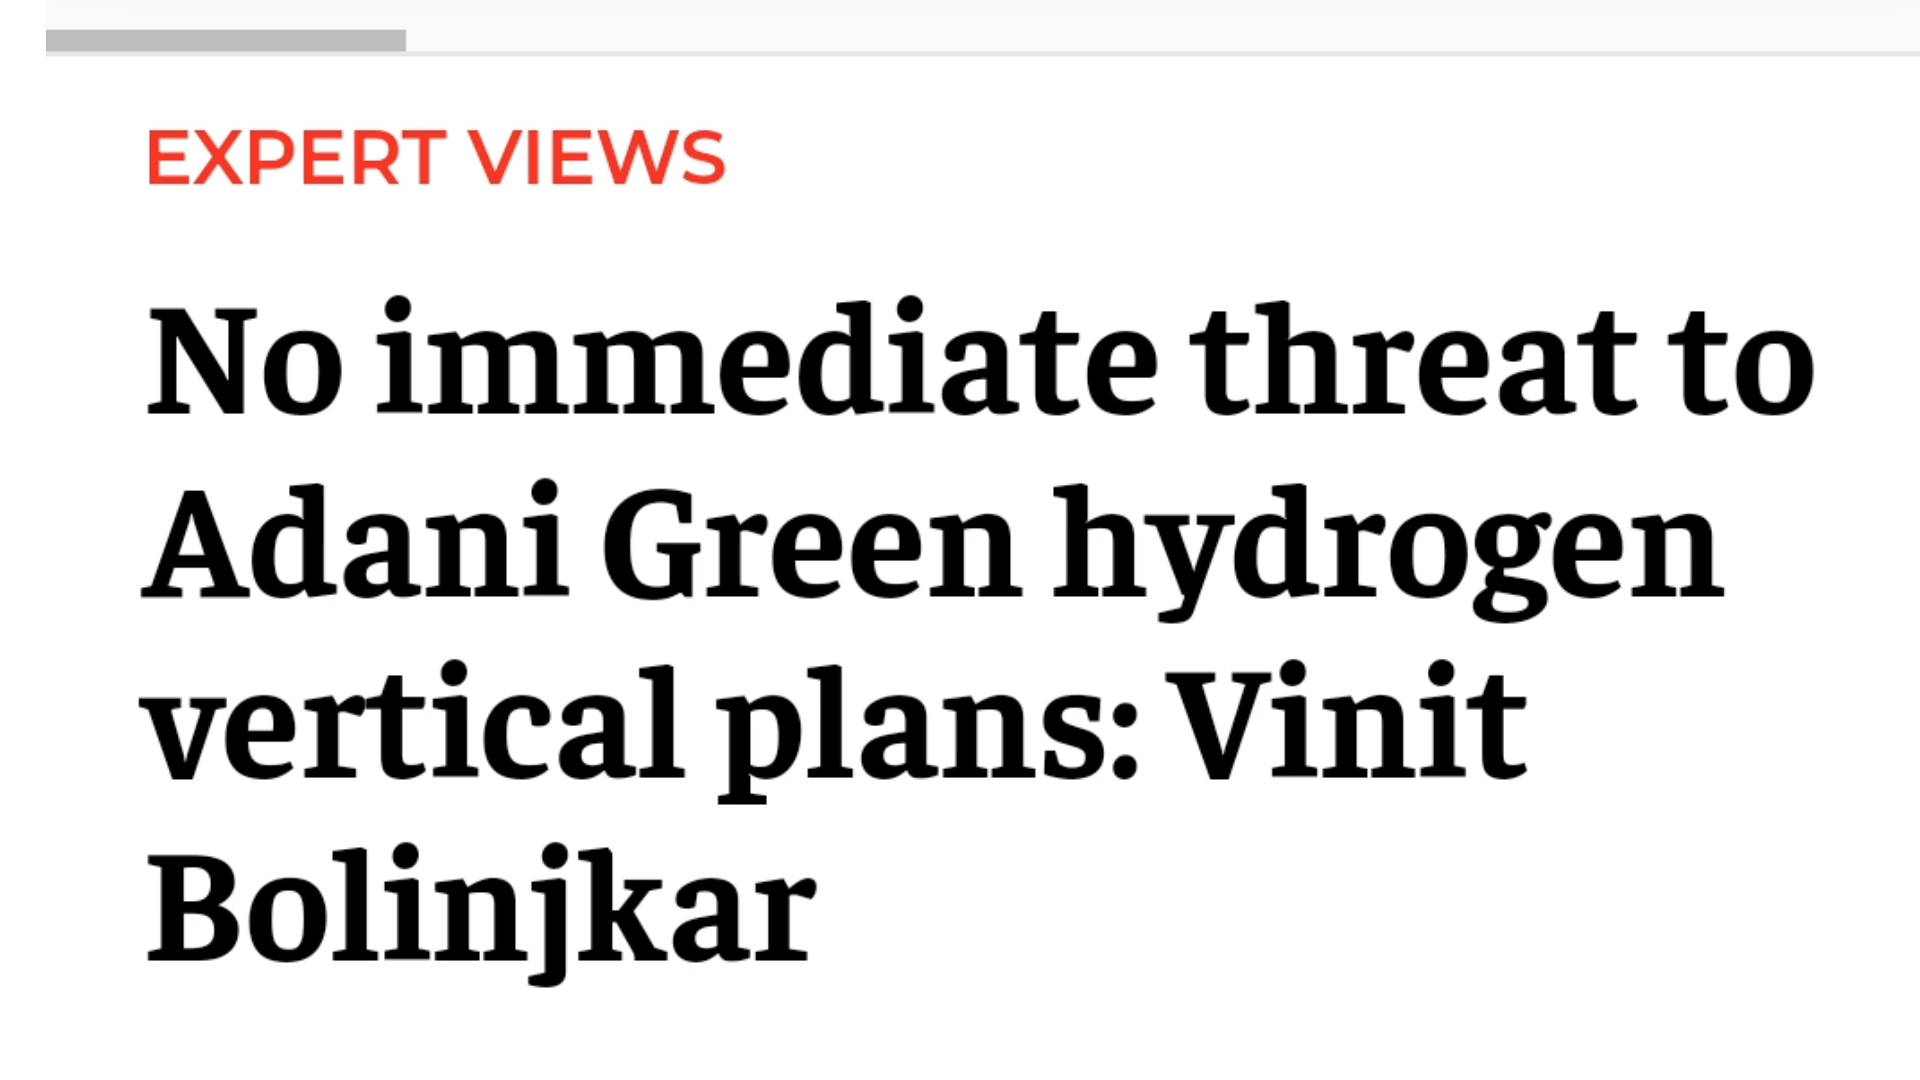 EXPERT VIEWS
No immediate threat to
Adani Green hydrogen
vertical plans: Vinit
Bolinjkar